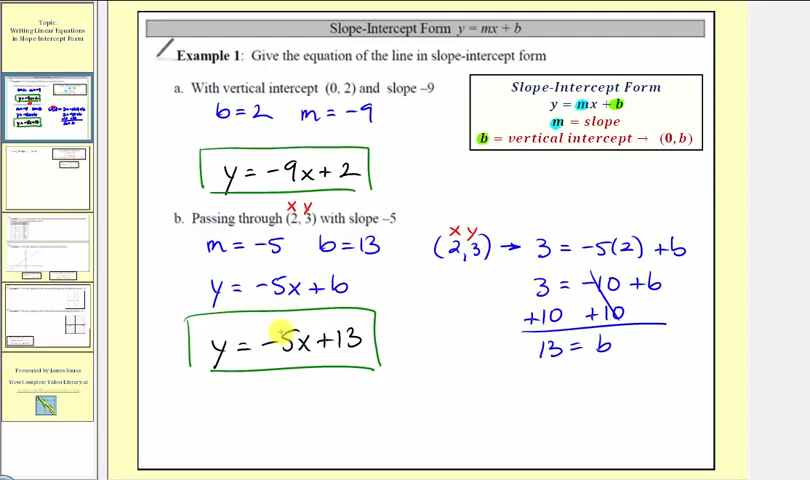 Topic:
Writing Linear Equations
in Slope-Intercept Form
Slope-Intercept Form y = mx + b
Example 1: Give the equation of the line in slope-intercept form
a. With vertical intercept (0, 2) and slope –9
b = 2 m = -9
y = -9x + 2
Slope-Intercept Form
y = mx + b
m = slope
b = vertical intercept → (0, b)
x y
b. Passing through (2, 3) with slope –5
m = -5 b = 13
y = -5x + b
y = -5x + 13
x y
(2, 3) → 3 = -5(2) + b
3 = -10 + b
+10 +10
13 = b
Presented by James Sousa
View Complete Video Library at